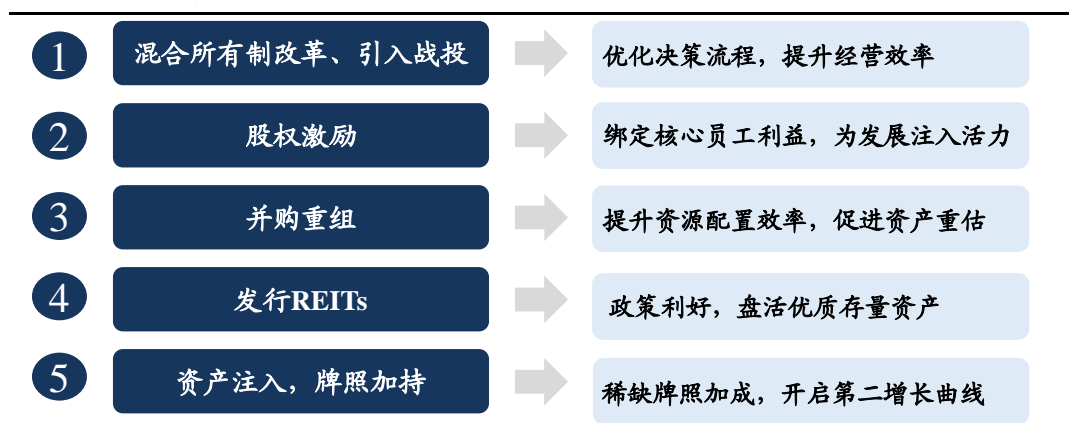 1
混合所有制改革、引入战投
优化决策流程，提升经营效率
2
股权激励
绑定核心员工利益，为发展注入活力
3
并购重组
提升资源配置效率，促进资产重估
4
发行REITs
政策利好，盘活优质存量资产
5
资产注入，牌照加持
稀缺牌照加成，开启第二增长曲线